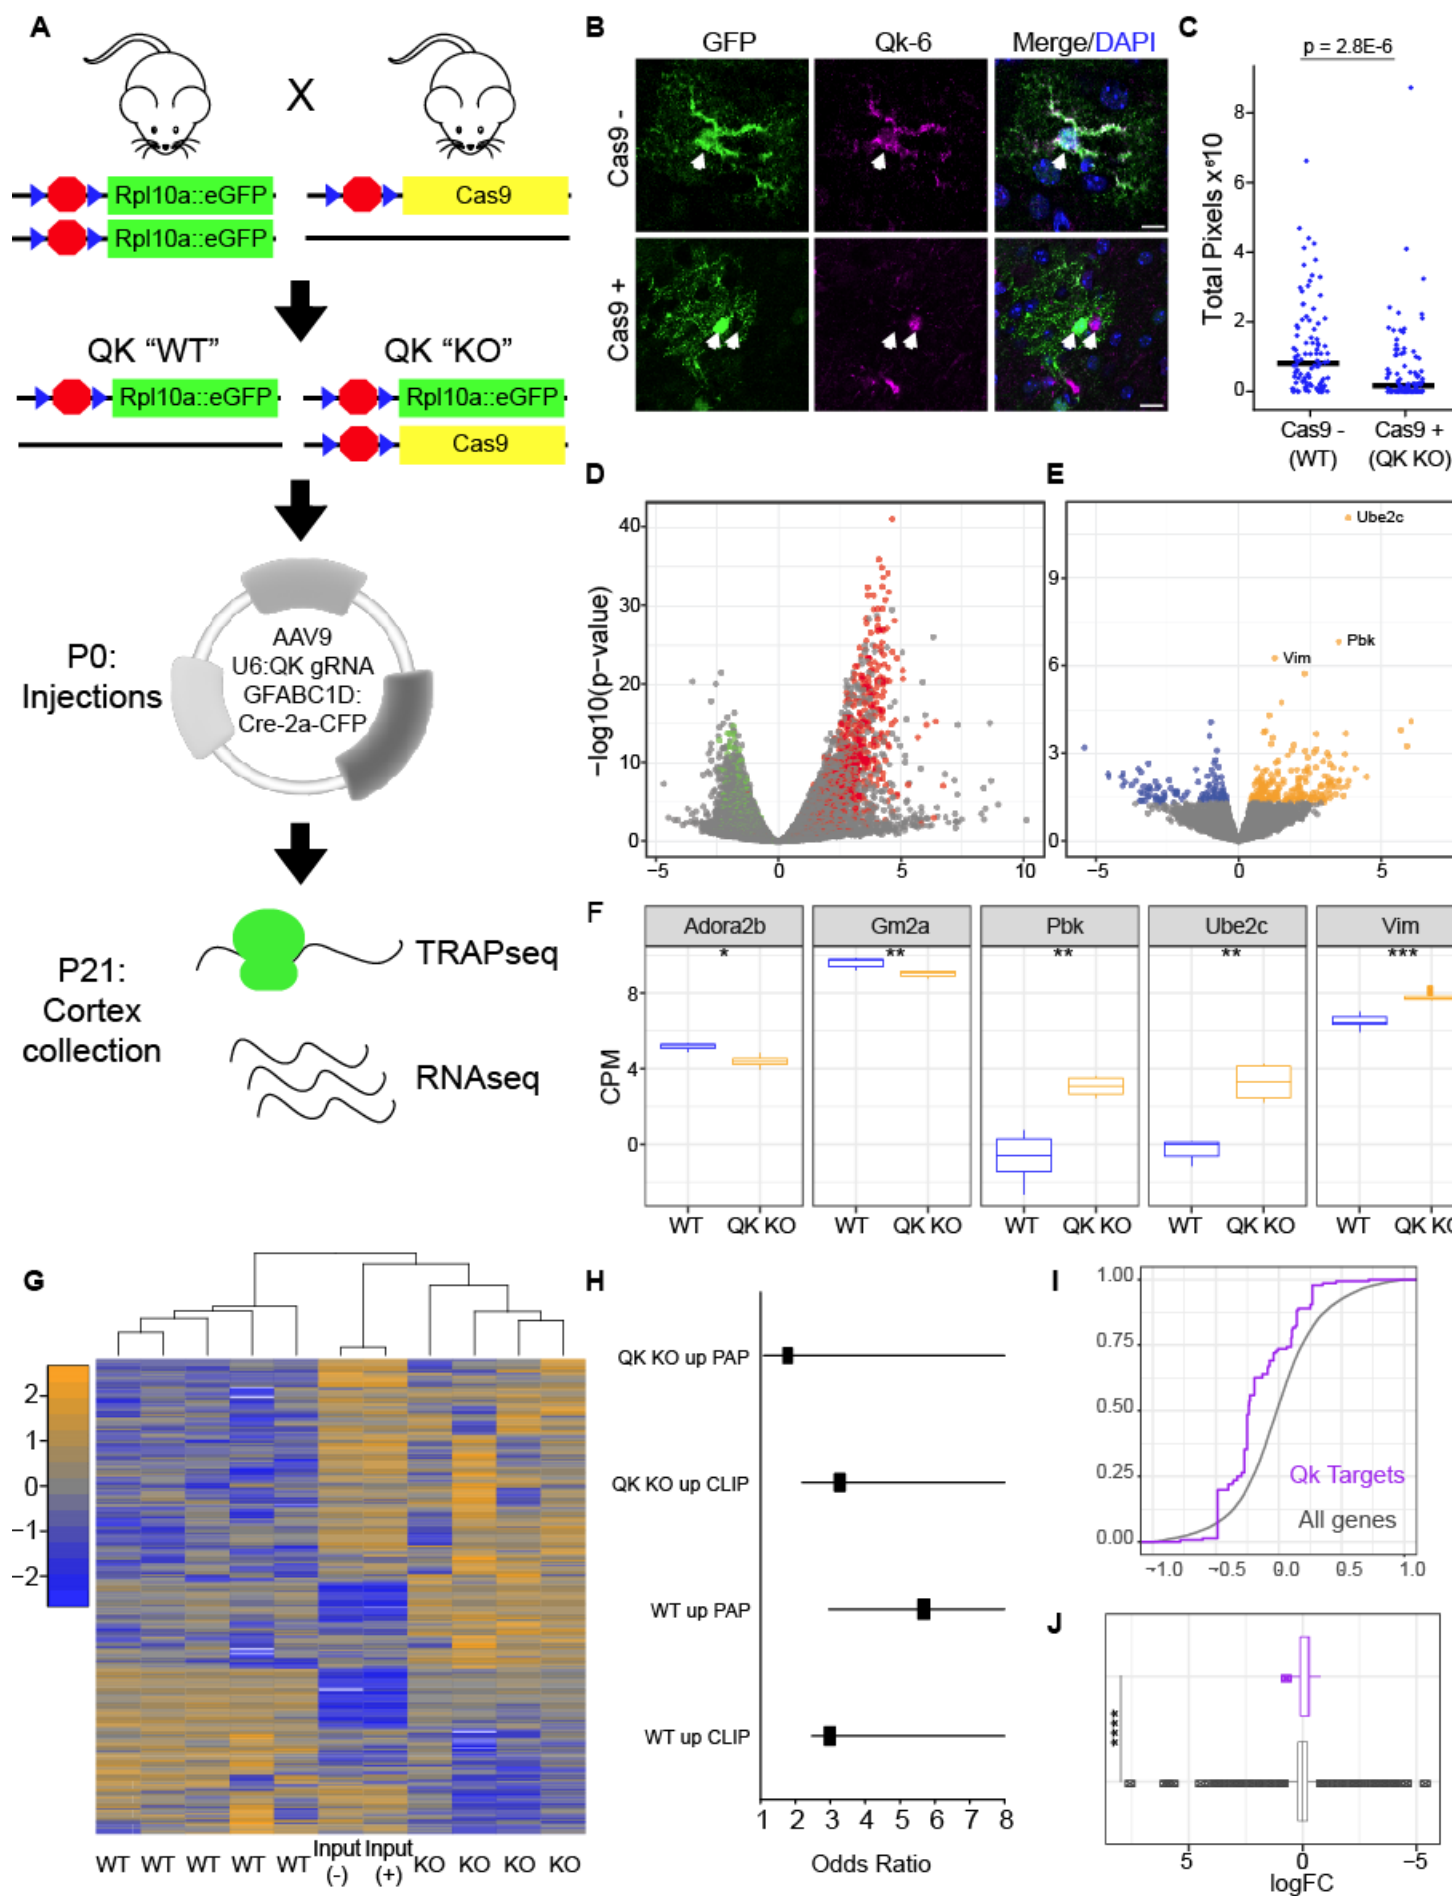 A
X
Rpl10a::eGFP
Rpl10a::eGFP
Cas9
QK “WT”
QK “KO”
Rpl10a::eGFP
Rpl10a::eGFP
Cas9
P0:
Injections
AAV9
U6:QK gRNA
GFABC1D:
Cre-2a-CFP
P21:
Cortex
collection
TRAPseq
RNAseq
B
GFP
Qk-6
Merge/DAPI
Cas9 -
Cas9 +
C
p = 2.8E-6
Total Pixels x⁶10
8
6
4
2
0
Cas9 -
(WT)
Cas9 +
(QK KO)
D
−log10(p−value)
40
30
20
10
0
−5
0
5
10
E
Ube2c
Pbk
Vim
9
6
3
0
−5
0
5
F
Adora2b
Gm2a
Pbk
Ube2c
Vim
*
**
**
**
***
CPM
8
4
0
WT
QK KO
WT
QK KO
WT
QK KO
WT
QK KO
WT
QK KO
G
2
1
0
−1
−2
WT
WT
WT
WT
WT
Input
(-)
Input
(+)
KO
KO
KO
KO
H
QK KO up PAP
QK KO up CLIP
WT up PAP
WT up CLIP
1 2 3 4 5 6 7 8
Odds Ratio
I
1.00
0.75
0.50
0.25
0.00
Qk Targets
All genes
−1.0
−0.5
0.0
0.5
1.0
J
****
5
0
−5
logFC